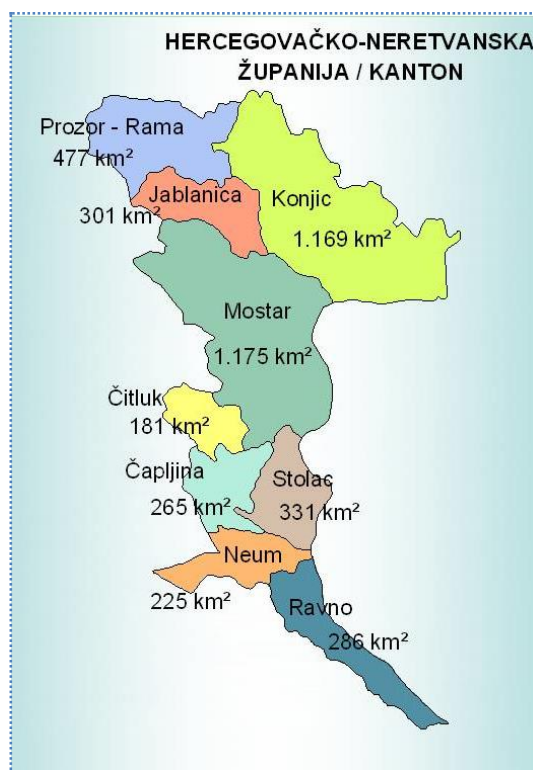 HERCEGOVAČKO-NERETVANSKA
ŽUPANIJA / KANTON
Prozor - Rama
477 km²
Jablanica
301 km²
Konjic
1.169 km²
Mostar
1.175 km²
Čitluk
181 km²
Čapljina
265 km²
Stolac
331 km²
Neum
225 km²
Ravno
286 km²